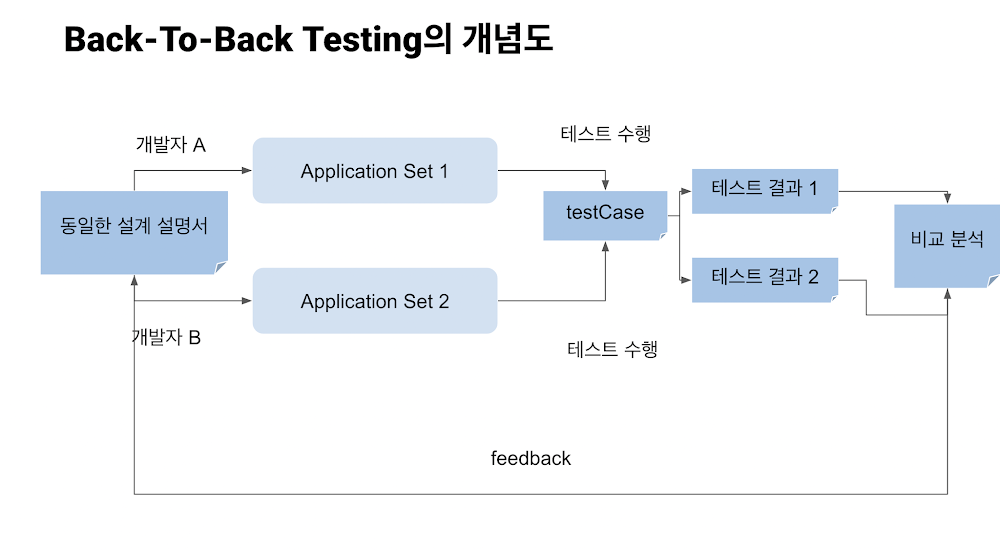 Back-To-Back Testing의 개념도
개발자 A
테스트 수행
Application Set 1
동일한 설계 설명서
testCase
테스트 결과 1
비교 분석
Application Set 2
테스트 결과 2
개발자 B
테스트 수행
feedback